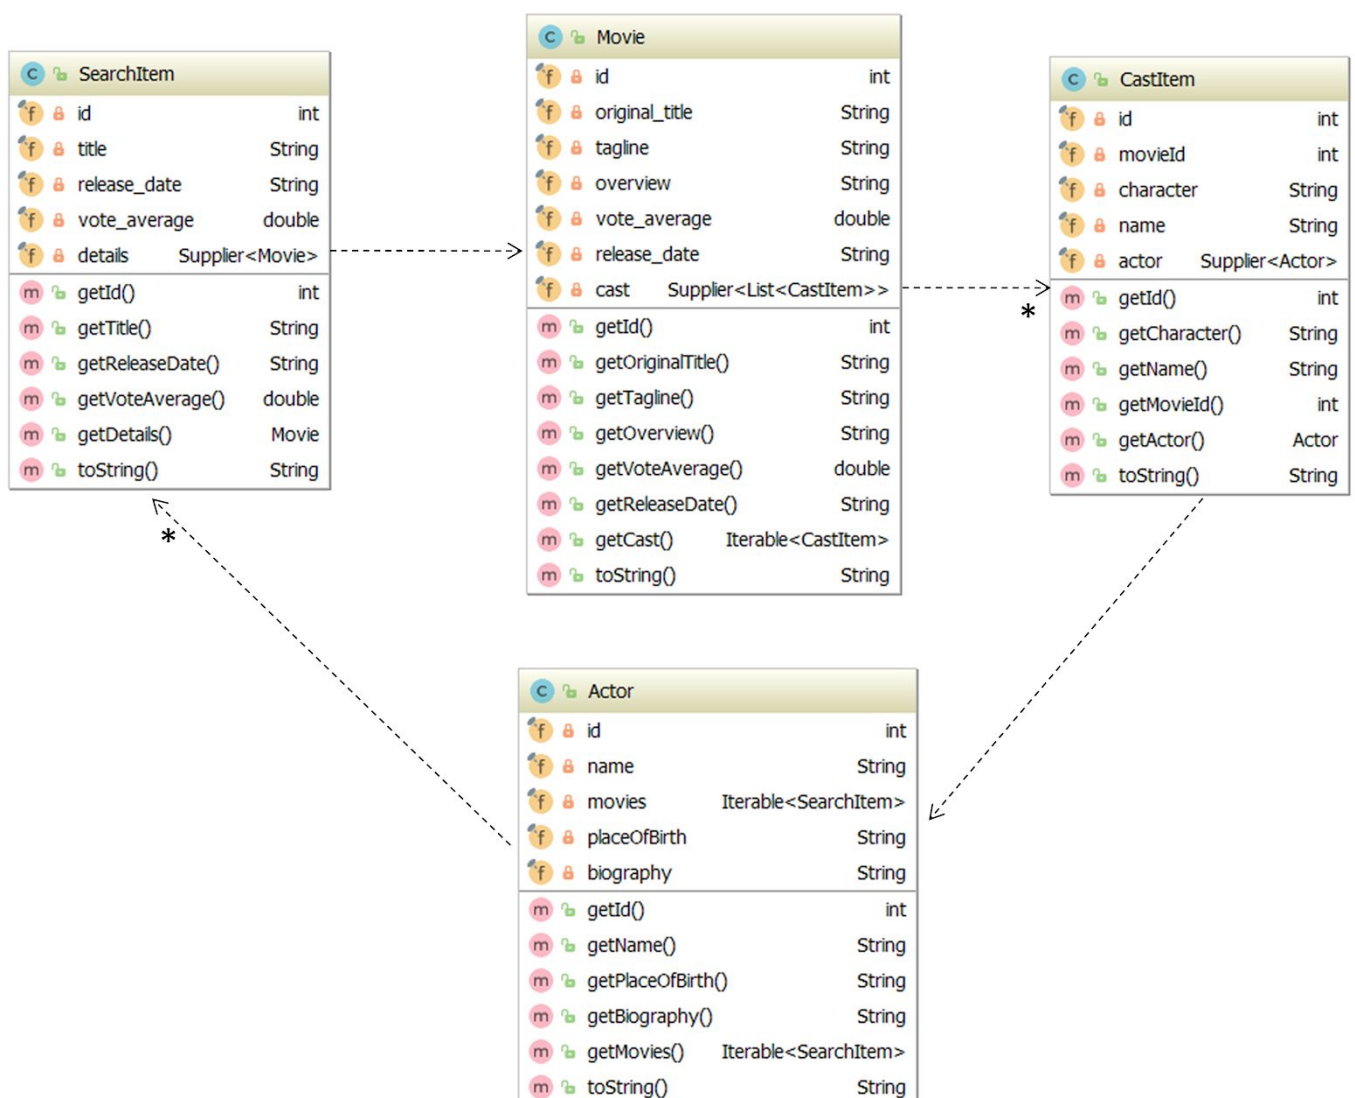 SearchItem
id int
title String
release_date String
vote_average double
details Supplier<Movie>
getId() int
getTitle() String
getReleaseDate() String
getVoteAverage() double
getDetails() Movie
toString() String
*
Movie
id int
original_title String
tagline String
overview String
vote_average double
release_date String
cast Supplier<List<CastItem>>
getId() int
getOriginalTitle() String
getTagline() String
getOverview() String
getVoteAverage() double
getReleaseDate() String
getCast() Iterable<CastItem>
toString() String
*
CastItem
id int
movieId int
character String
name String
actor Supplier<Actor>
getId() int
getCharacter() String
getName() String
getMovieId() int
getActor() Actor
toString() String
Actor
id int
name String
movies Iterable<SearchItem>
placeOfBirth String
biography String
getId() int
getName() String
getPlaceOfBirth() String
getBiography() String
getMovies() Iterable<SearchItem>
toString() String